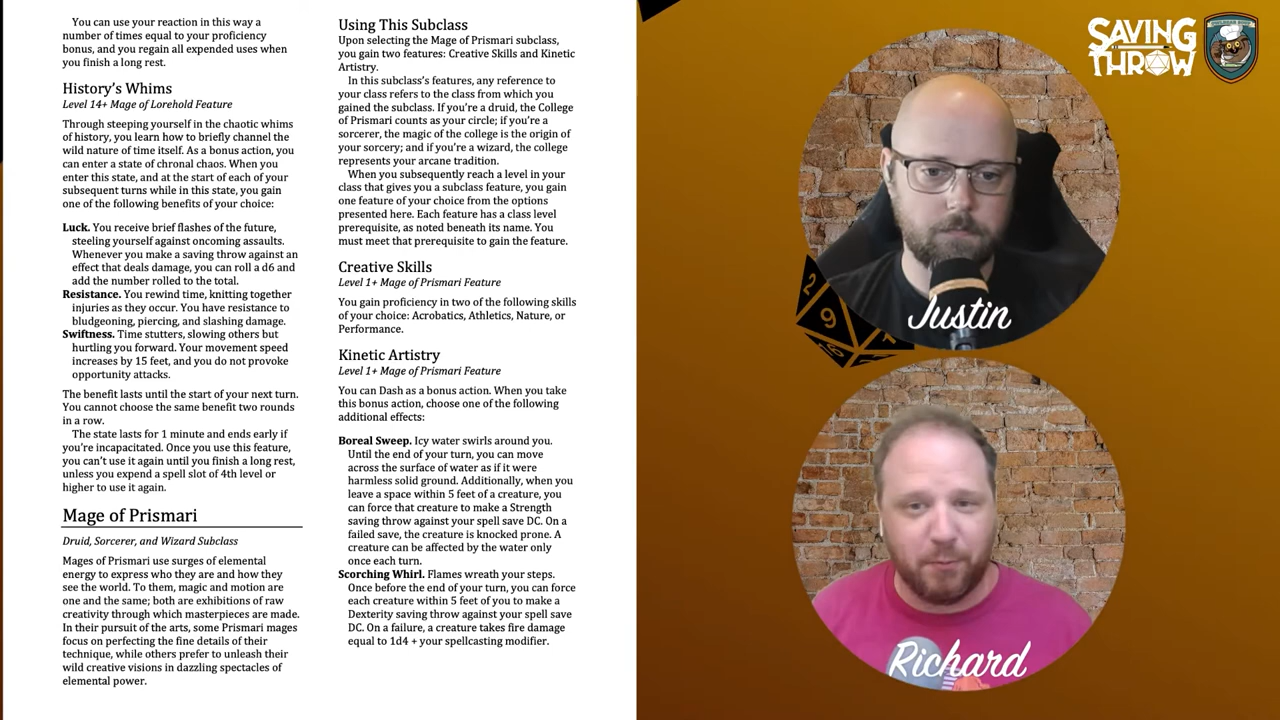 You can use your reaction in this way a
number of times equal to your proficiency
bonus, and you regain all expended uses when
you finish a long rest.
History's Whims
Level 14+ Mage of Lorehold Feature
Through steeping yourself in the chaotic whims
of history, you learn how to briefly channel the
wild nature of time itself. As a bonus action, you
can enter a state of chronal chaos. When you
enter this state, and at the start of each of your
subsequent turns while in this state, you gain
one of the following benefits of your choice:
Luck. You receive brief flashes of the future,
steeling yourself against oncoming assaults.
Whenever you make a saving throw against an
effect that deals damage, you can roll a d6 and
add the number rolled to the total.
Resistance. You rewind time, knitting together
injuries as they occur. You have resistance to
bludgeoning, piercing, and slashing damage.
Swiftness. Time stutters, slowing others but
hurtling you forward. Your movement speed
increases by 15 feet, and you do not provoke
opportunity attacks.
The benefit lasts until the start of your next turn.
You cannot choose the same benefit two rounds
in a row.
The state lasts for 1 minute and ends early if
you're incapacitated. Once you use this feature,
you can't use it again until you finish a long rest,
unless you expend a spell slot of 4th level or
higher to use it again.
Mage of Prismari
Druid, Sorcerer, and Wizard Subclass
Mages of Prismari use surges of elemental
energy to express who they are and how they
see the world. To them, magic and motion are
one and the same; both are exhibitions of raw
creativity through which masterpieces are made.
In their pursuit of the arts, some Prismari mages
focus on perfecting the fine details of their
technique, while others prefer to unleash their
wild creative visions in dazzling spectacles of
elemental power.
Using This Subclass
Upon selecting the Mage of Prismari subclass,
you gain two features: Creative Skills and Kinetic
Artistry.
In this subclass's features, any reference to
your class refers to the class from which you
gained the subclass. If you're a druid, the College
of Prismari counts as your circle; if you're a
sorcerer, the magic of the college is the origin of
your sorcery; and if you're a wizard, the college
represents your arcane tradition.
When you subsequently reach a level in your
class that gives you a subclass feature, you gain
one feature of your choice from the options
presented here. Each feature has a class level
prerequisite, as noted beneath its name. You
must meet that prerequisite to gain the feature.
Creative Skills
Level 1+ Mage of Prismari Feature
You gain proficiency in two of the following skills
of your choice: Acrobatics, Athletics, Nature, or
Performance.
Kinetic Artistry
Level 1+ Mage of Prismari Feature
You can Dash as a bonus action. When you take
this bonus action, choose one of the following
additional effects:
Boreal Sweep. Icy water swirls around you.
Until the end of your turn, you can move
across the surface of water as if it were
harmless solid ground. Additionally, when you
leave a space within 5 feet of a creature, you
can force that creature to make a Strength
saving throw against your spell save DC. On a
failed save, the creature is knocked prone. A
creature can be affected by the water only
once each turn.
Scorching Whirl. Flames wreath your steps.
Once before the end of your turn, you can force
each creature within 5 feet of you to make a
Dexterity saving throw against your spell save
DC. On a failure, a creature takes fire damage
equal to 1d4 + your spellcasting modifier.
SAVING
THROW
2
9
Justin
Richard